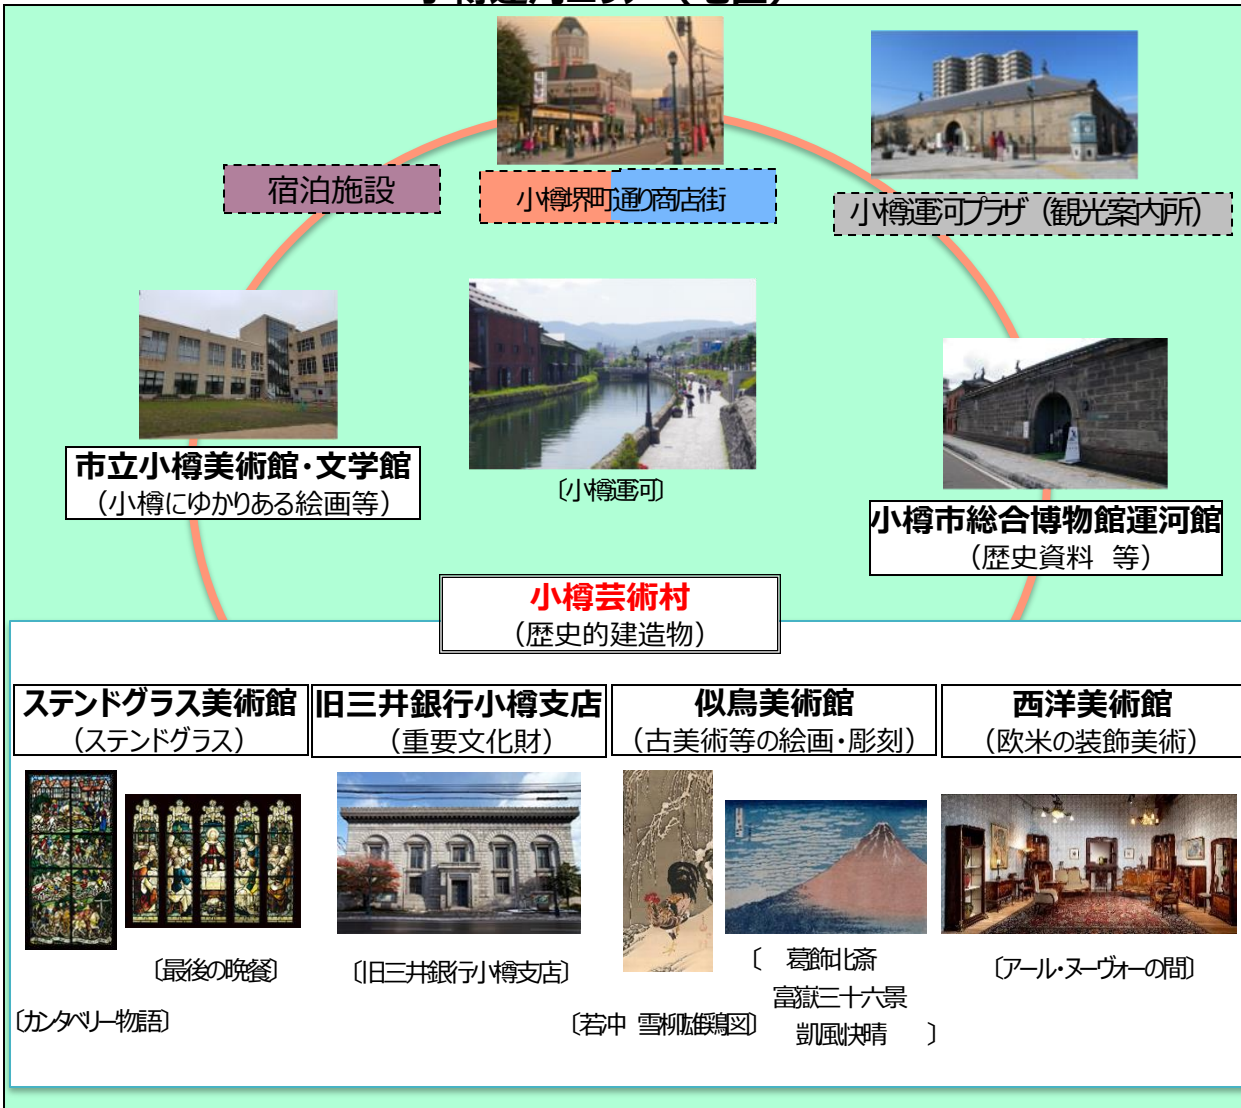 宿泊施設
小樽堺町通り商店街
小樽運河プラザ（観光案内所）
市立小樽美術館・文学館
（小樽にゆかりある絵画等）
〔小樽運河〕
小樽市総合博物館運河館
（歴史資料　等）
小樽芸術村
（歴史的建造物）
ステンドグラス美術館
（ステンドグラス）
旧三井銀行小樽支店
（重要文化財）
似鳥美術館
（古美術等の絵画・彫刻）
西洋美術館
（欧米の装飾美術）
〔最後の晩餐〕
〔カンタベリー物語〕
〔旧三井銀行小樽支店〕
〔若冲 雪柳雄鶏図〕
〔　葛飾北斎
富嶽三十六景
凱風快晴　〕
〔アール・ヌーヴォーの間〕